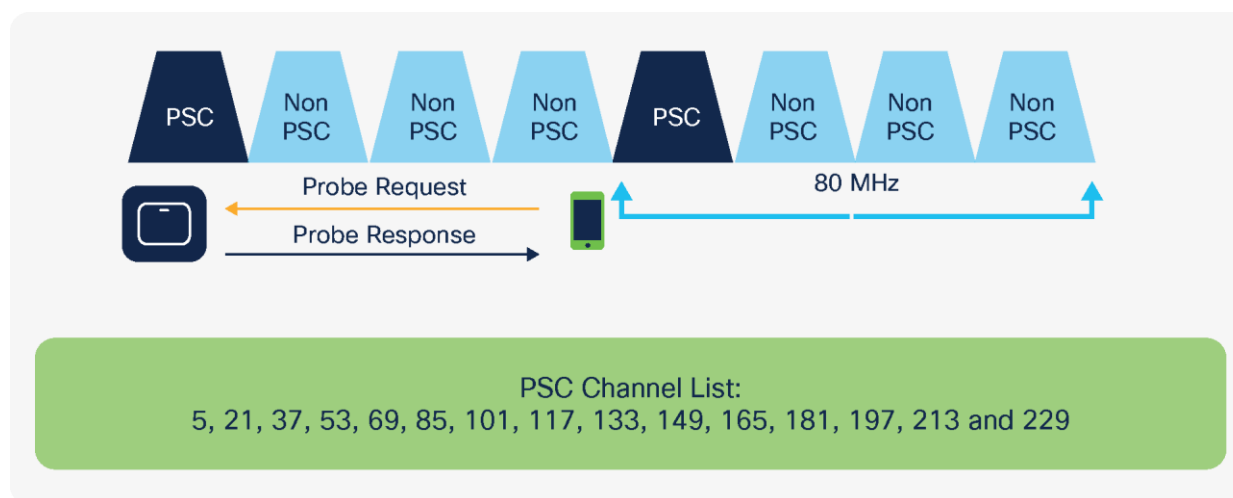 PSC
Non
PSC
Non
PSC
Non
PSC
PSC
Non
PSC
Non
PSC
Non
PSC
Probe Request
80 MHz
Probe Response
PSC Channel List:
5, 21, 37, 53, 69, 85, 101, 117, 133, 149, 165, 181, 197, 213 and 229